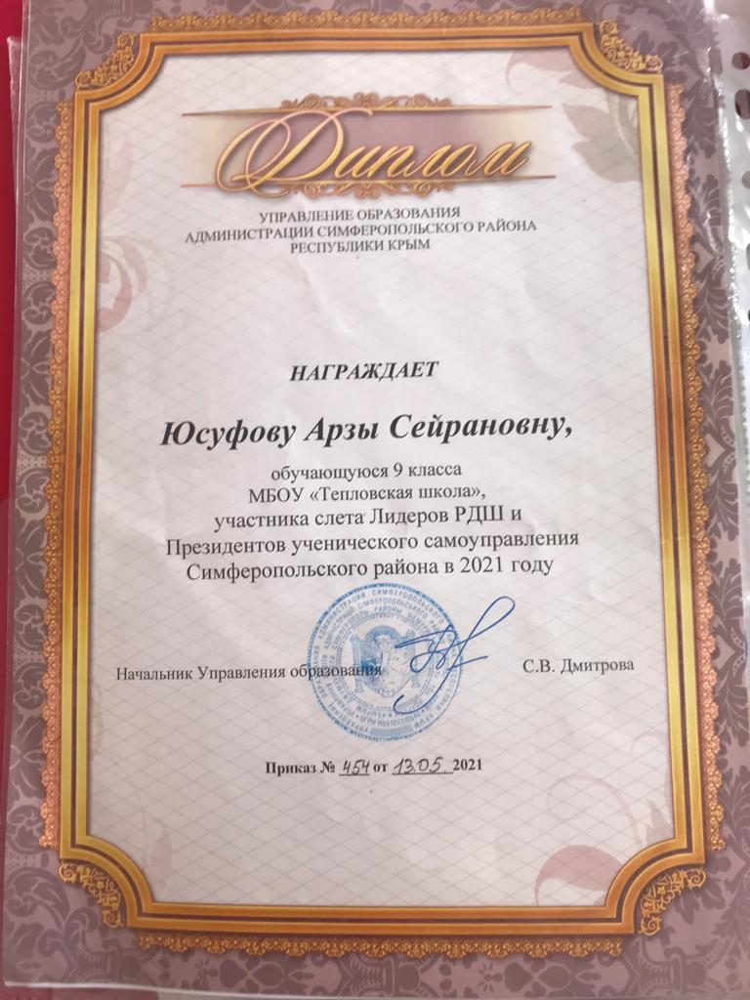 Диплом
УПРАВЛЕНИЕ ОБРАЗОВАНИЯ
АДМИНИСТРАЦИИ СИМФЕРОПОЛЬСКОГО РАЙОНА
РЕСПУБЛИКИ КРЫМ
НАГРАЖДАЕТ
Юсуфову Арзы Сейрановну,
обучающуюся 9 класса
МБОУ «Тепловская школа»,
участника слета Лидеров РДШ и
Президентов ученического самоуправления
Симферопольского района в 2021 году
Начальник Управления образования
С.В. Дмитрова
Приказ № 454 от 13.05.2021